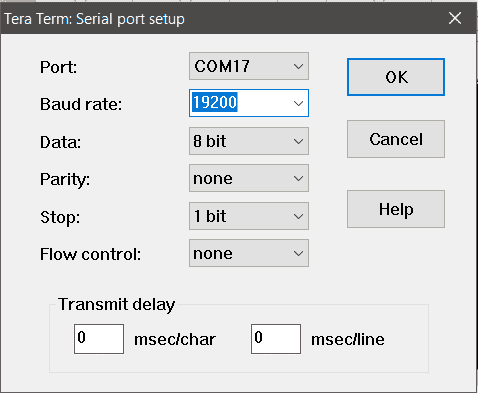 Tera Term: Serial port setup
Port: COM17 OK
Baud rate: 19200
Data: 8 bit Cancel
Parity: none
Stop: 1 bit Help
Flow control: none
Transmit delay
0 msec/char 0 msec/line